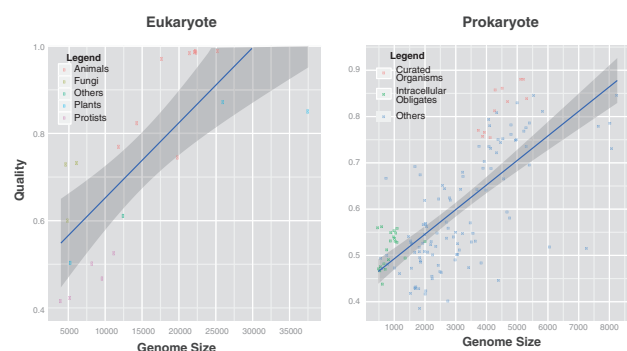 Eukaryote
Prokaryote
Quality
1.0
0.8
0.6
0.4
Legend
Animals
Fungi
Others
Plants
Protists
5000 10000 15000 20000 25000 30000 35000
Genome Size
0.9
0.8
0.7
0.6
0.5
0.4
Legend
Curated
Organisms
Intracellular
Obligates
Others
1000 2000 3000 4000 5000 6000 7000 8000
Genome Size